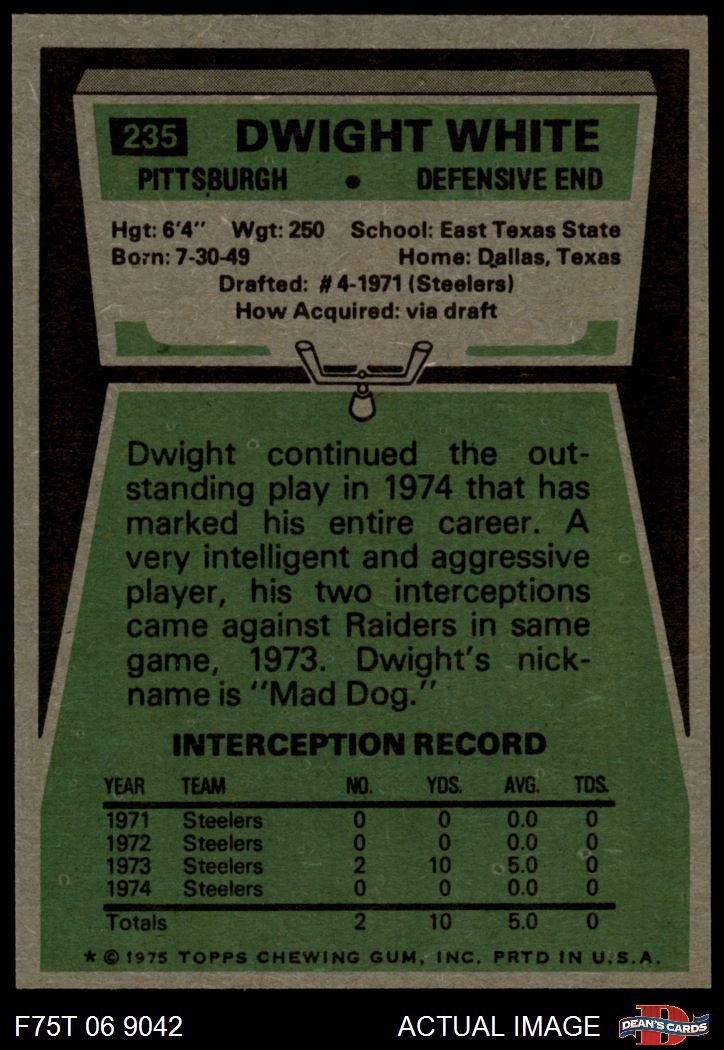 235 DWIGHT WHITE
PITTSBURGH • DEFENSIVE END
Hgt: 6'4" Wgt: 250 School: East Texas State
Born: 7-30-49 Home: Dallas, Texas
Drafted: #4-1971 (Steelers)
How Acquired: via draft
Dwight continued the out-
standing play in 1974 that has
marked his entire career. A
very intelligent and aggressive
player, his two interceptions
came against Raiders in same
game, 1973. Dwight's nick-
name is "Mad Dog."
INTERCEPTION RECORD
YEAR TEAM NO. YDS. AVG. TDS.
1971 Steelers 0 0 0.0 0
1972 Steelers 0 0 0.0 0
1973 Steelers 2 10 5.0 0
1974 Steelers 0 0 0.0 0
Totals 2 10 5.0 0
* © 1975 TOPPS CHEWING GUM, INC. PRTD IN U.S.A.
F75T 06 9042 ACTUAL IMAGE D DEAN'S CARDS